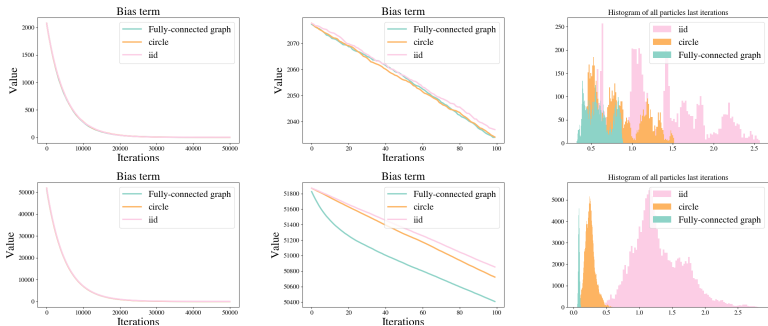 Bias term
Value
2000
1500
1000
500
0
0
10000
20000
30000
40000
50000
Iterations
Fully-connected graph
circle
iid
Bias term
Value
2070
2060
2050
2040
0
20
40
60
80
100
Iterations
Fully-connected graph
circle
iid
Histogram of all particles last iterations
250
200
150
100
50
0
0.5
1.0
1.5
2.0
2.5
iid
circle
Fully-connected graph
Bias term
Value
50000
40000
30000
20000
10000
0
0
10000
20000
30000
40000
50000
Iterations
Fully-connected graph
circle
iid
Bias term
Value
51800
51600
51400
51200
51000
50800
50600
50400
0
20
40
60
80
100
Iterations
Fully-connected graph
circle
iid
Histogram of all particles last iterations
5000
4000
3000
2000
1000
0
0.0
0.5
1.0
1.5
2.0
2.5
iid
circle
Fully-connected graph